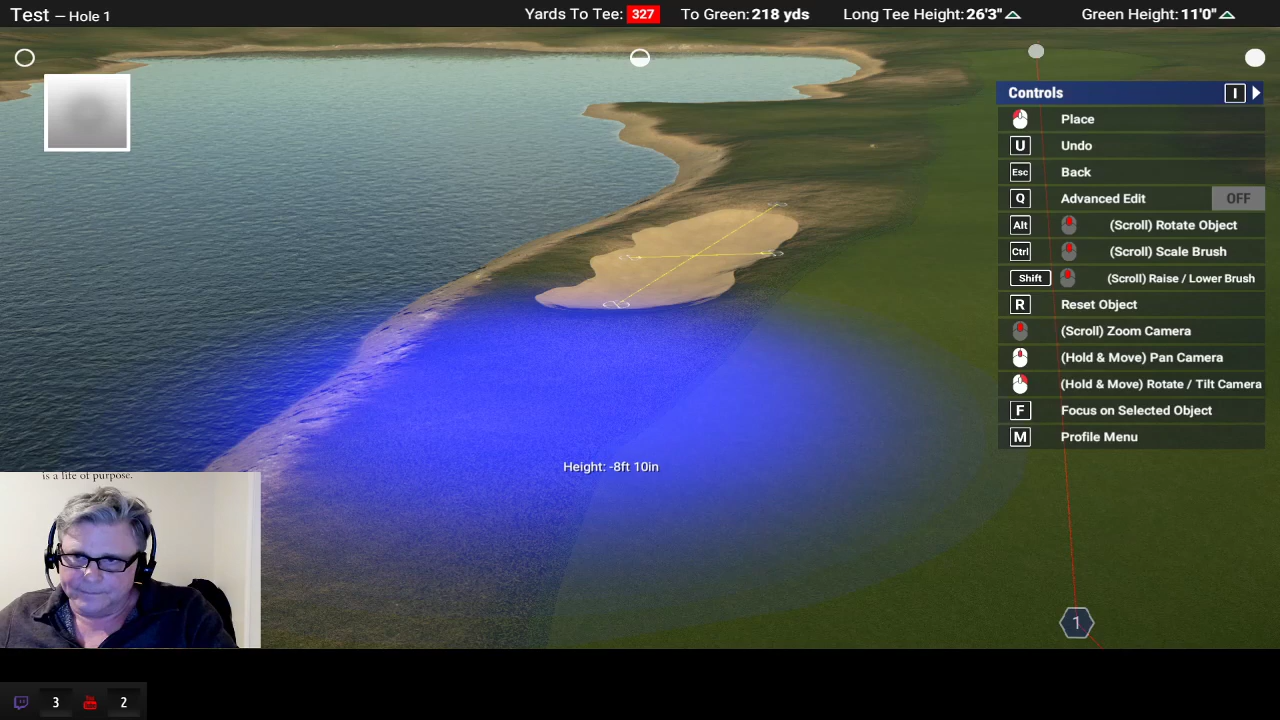 Test – Hole 1
Yards To Tee: 327
To Green: 218 yds
Long Tee Height: 26'3"
Green Height: 11'0"
Controls I
Place
U Undo
Esc Back
Q Advanced Edit OFF
Alt (Scroll) Rotate Object
Ctrl (Scroll) Scale Brush
Shift (Scroll) Raise / Lower Brush
R Reset Object
(Scroll) Zoom Camera
(Hold & Move) Pan Camera
(Hold & Move) Rotate / Tilt Camera
F Focus on Selected Object
M Profile Menu
Height: -8ft 10in
is a life of purpose.
1
3
You Tube
2